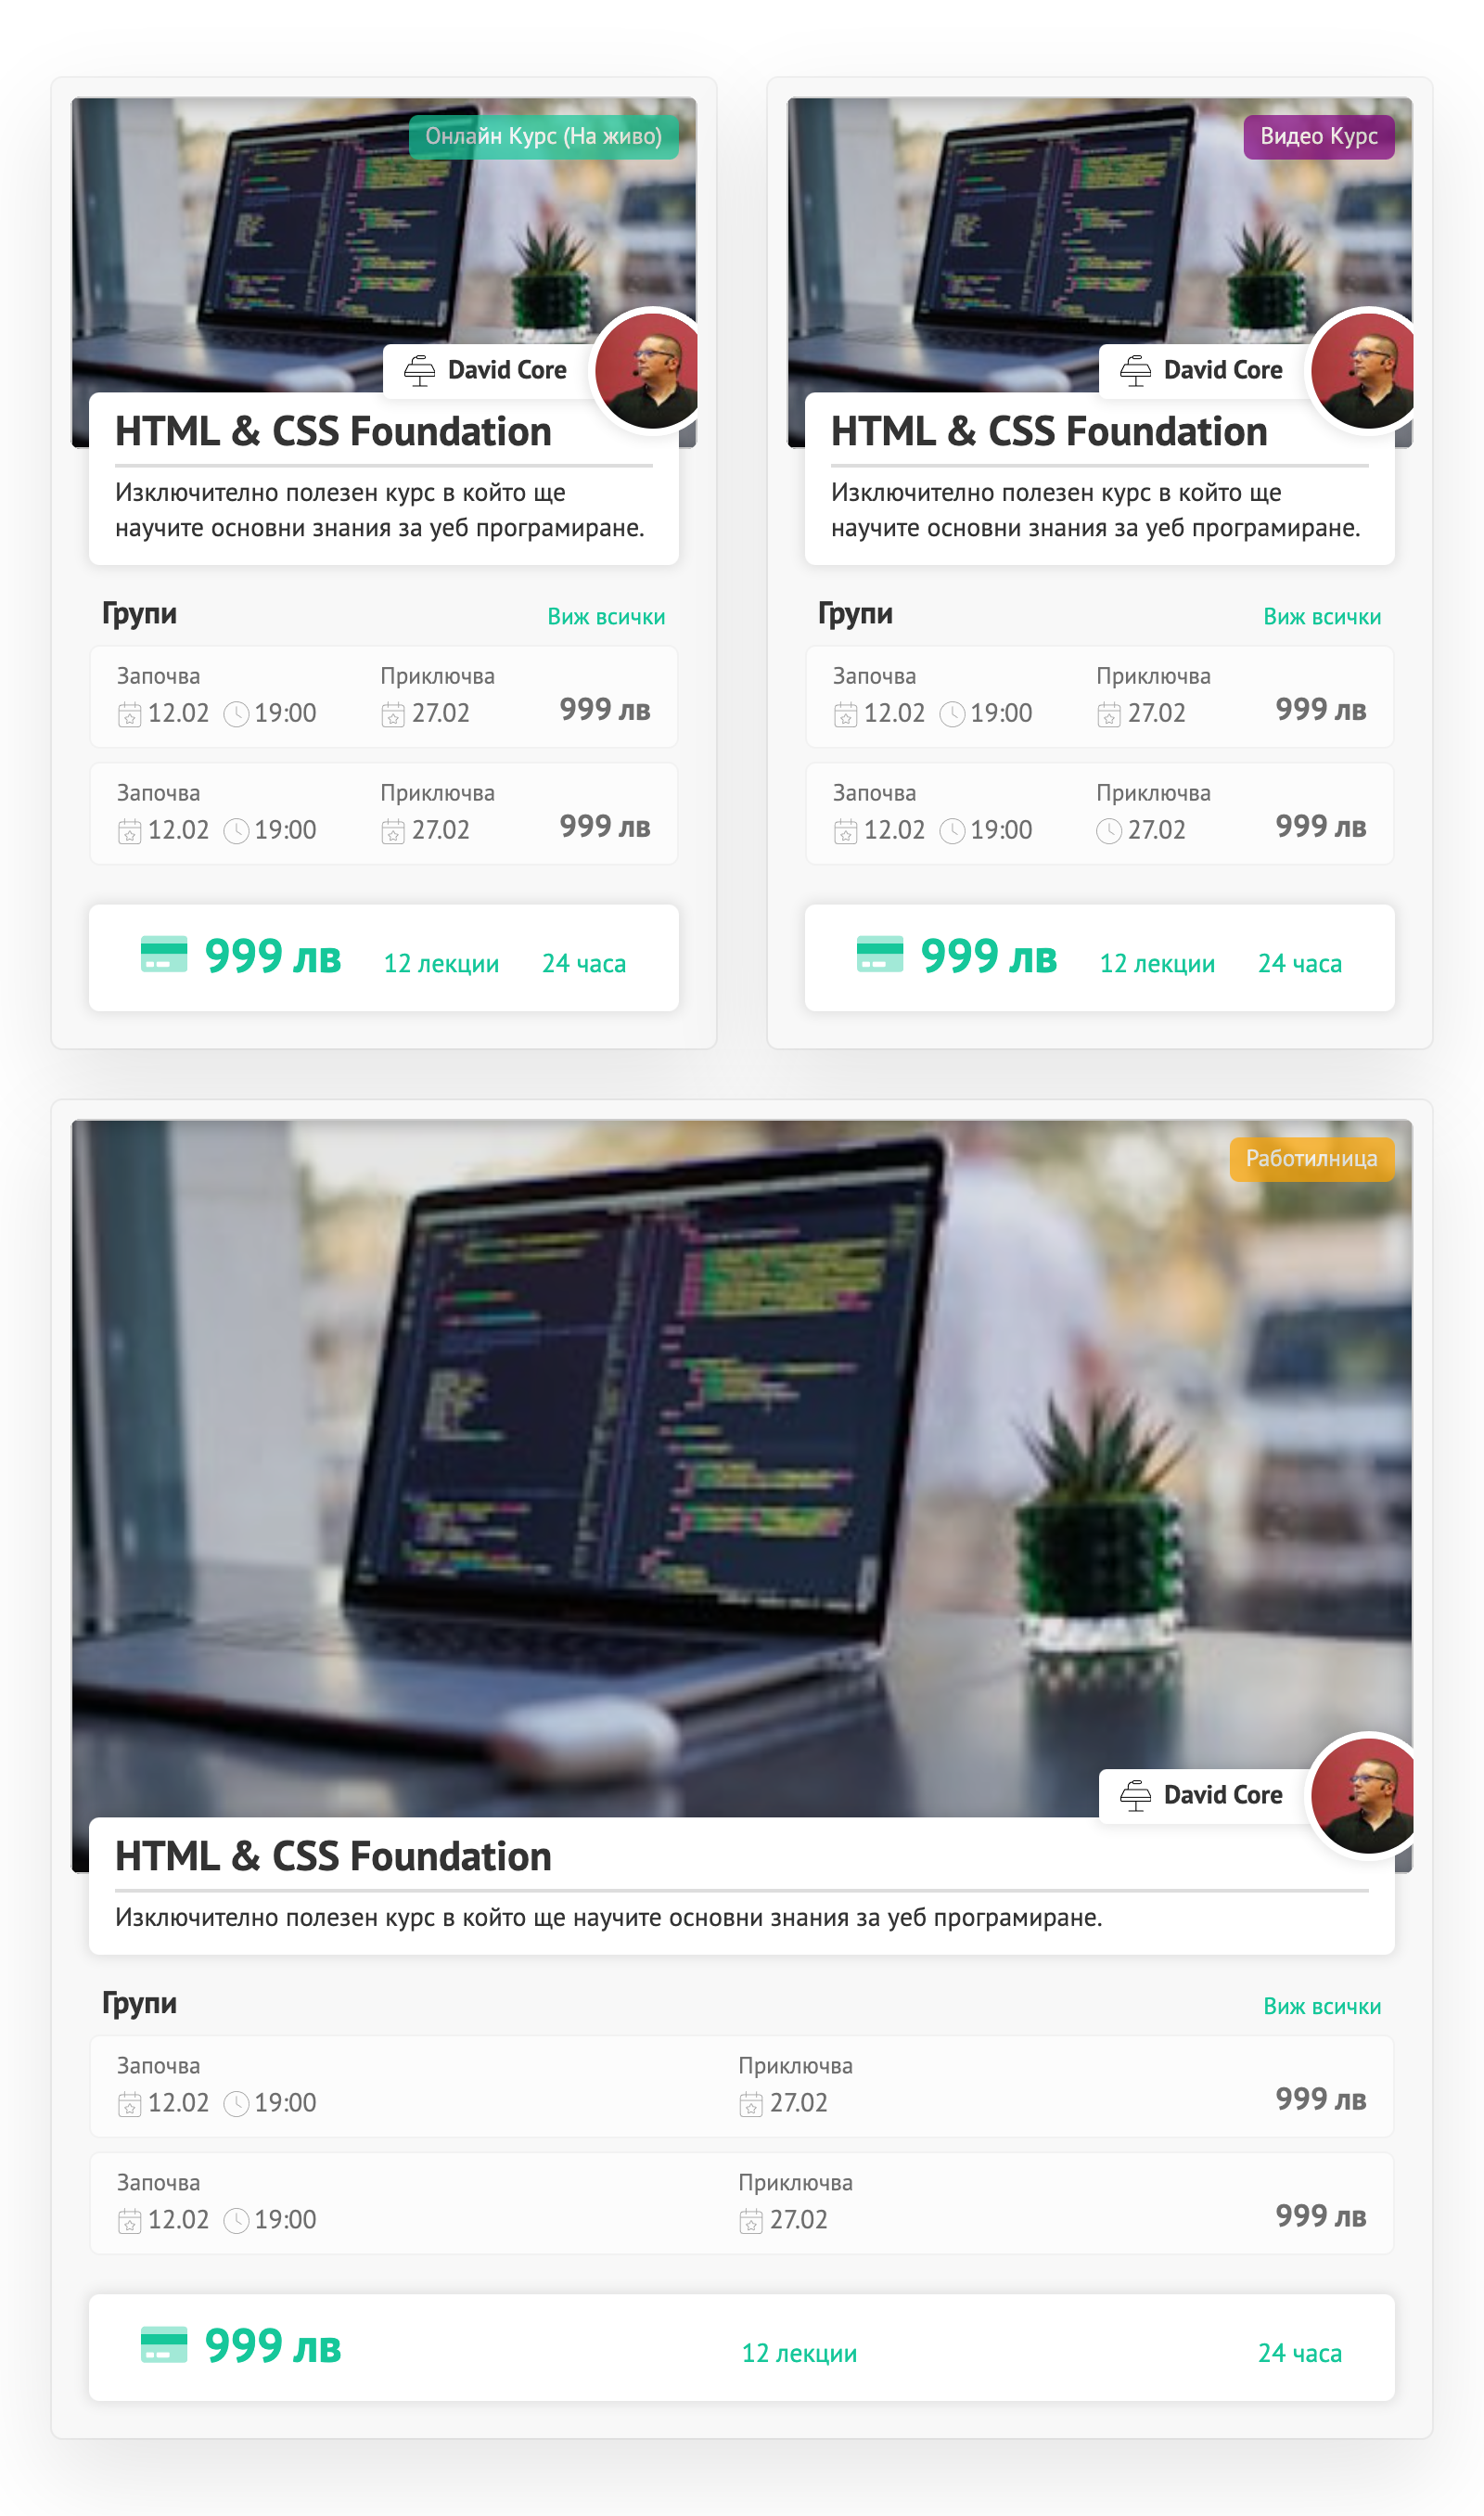 Онлайн Курс (На живо)
David Core
HTML & CSS Foundation
Изключително полезен курс в който ще
научите основни знания за уеб програмиране.
Групи
Виж всички
Започва
Приключва
12.02 19:00
27.02
999 лв
Започва
Приключва
12.02 19:00
27.02
999 лв
999 лв
12 лекции
24 часа
Видео Курс
David Core
HTML & CSS Foundation
Изключително полезен курс в който ще
научите основни знания за уеб програмиране.
Групи
Виж всички
Започва
Приключва
12.02 19:00
27.02
999 лв
Започва
Приключва
12.02 19:00
27.02
999 лв
999 лв
12 лекции
24 часа
Работилница
David Core
HTML & CSS Foundation
Изключително полезен курс в който ще научите основни знания за уеб програмиране.
Групи
Виж всички
Започва
Приключва
12.02 19:00
27.02
999 лв
Започва
Приключва
12.02 19:00
27.02
999 лв
999 лв
12 лекции
24 часа